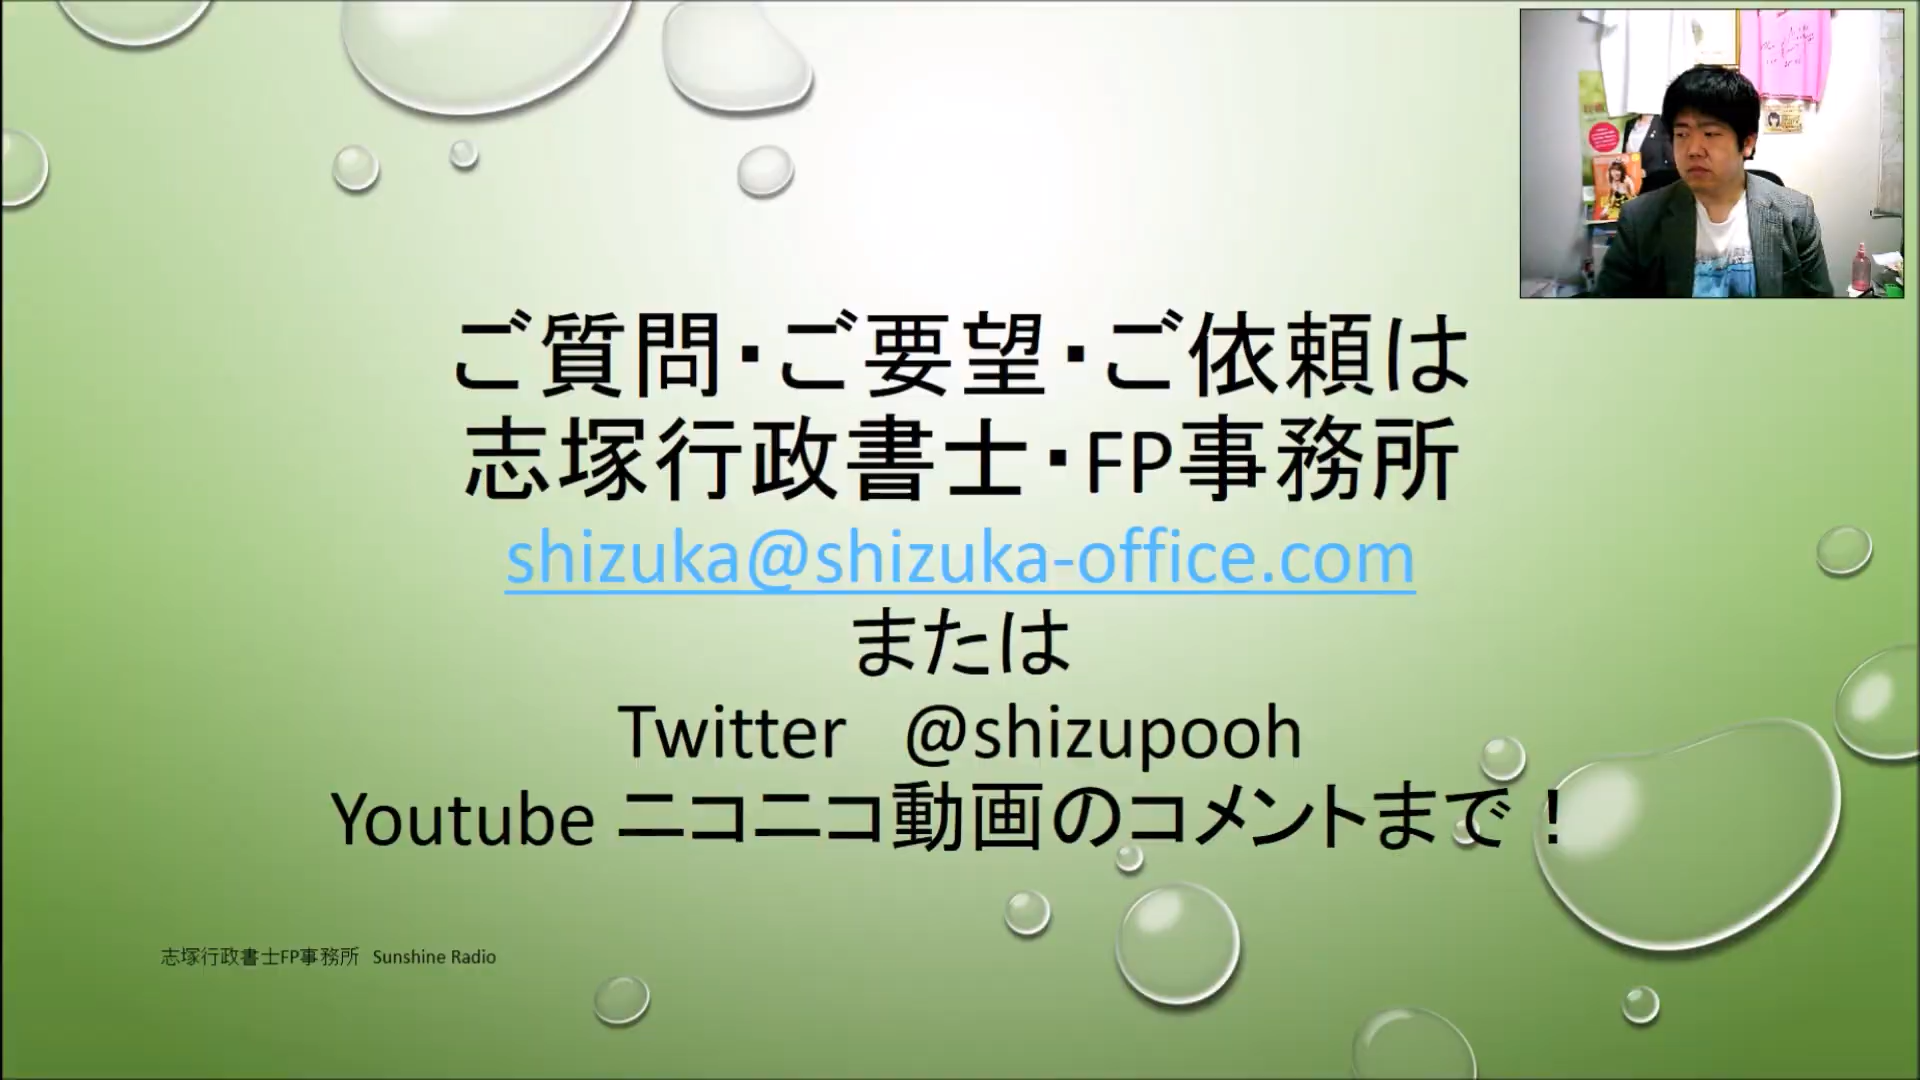 ご質問・ご要望・ご依頼は
志塚行政書士・FP事務所
shizuka@shizuka-office.com
または
Twitter @shizupooh
Youtube ニコニコ動画のコメントまで！
志塚行政書士FP事務所 Sunshine Radio